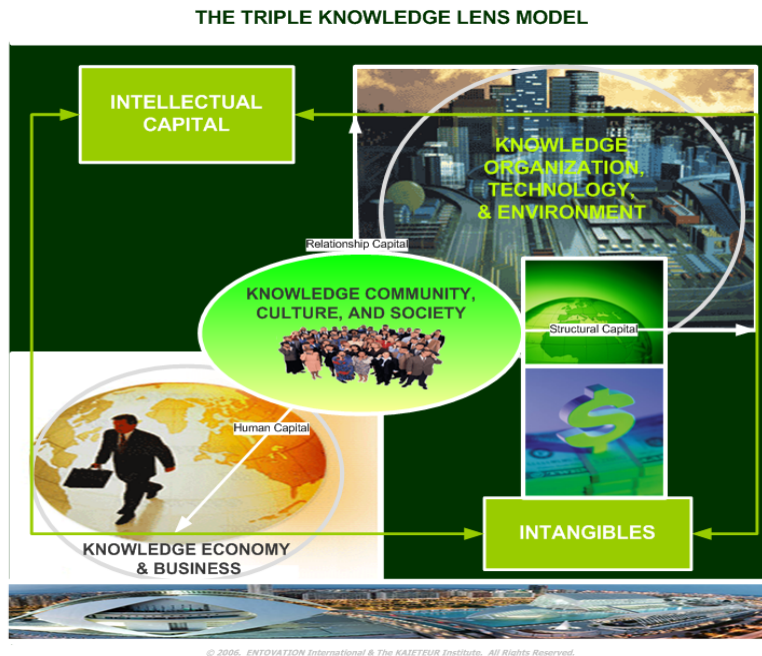 THE TRIPLE KNOWLEDGE LENS MODEL
INTELLECTUAL
CAPITAL
KNOWLEDGE
ORGANIZATION,
TECHNOLOGY,
& ENVIRONMENT
Relationship Capital
KNOWLEDGE COMMUNITY,
CULTURE, AND SOCIETY
Structural Capital
Human Capital
INTANGIBLES
KNOWLEDGE ECONOMY
& BUSINESS
© 2006. ENTOVATION International & The KAIETEUR Institute. All Rights Reserved.